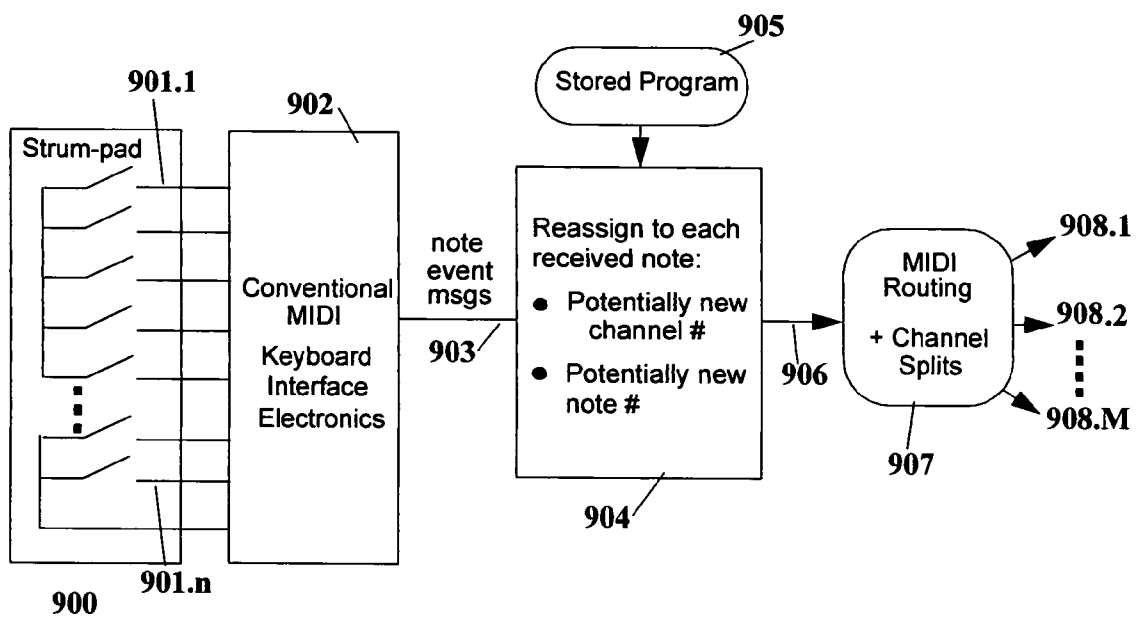 905
Stored Program
901.1
902
Strum-pad
Conventional
MIDI
Keyboard
Interface
Electronics
note
event
msgs
903
Reassign to each
received note:
● Potentially new
channel #
● Potentially new
note #
904
906
MIDI
Routing
+ Channel
Splits
907
908.1
908.2
908.M
901.n
900